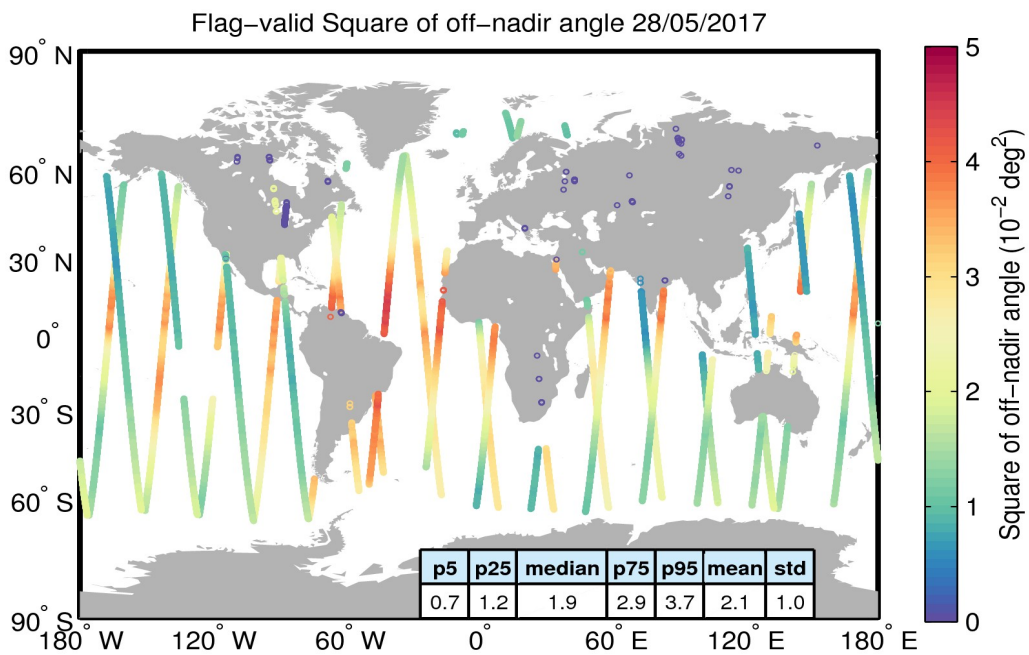 Flag−valid Square of off−nadir angle 28/05/2017
90° N
60° N
30° N
0°
30° S
60° S
90° S
180° W
120° W
60° W
0°
60° E
120° E
180° E
p5 p25 median p75 p95 mean std
0.7 1.2 1.9 2.9 3.7 2.1 1.0
5
4
3
2
1
0
Square of off−nadir angle (10⁻² deg²)